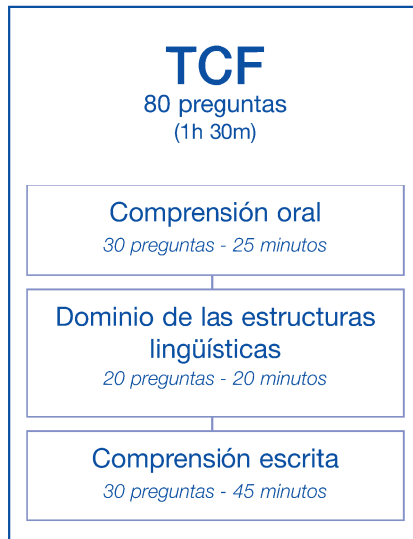 TCF
80 preguntas
(1h 30m)
Comprensión oral
30 preguntas - 25 minutos
Dominio de las estructuras
lingüísticas
20 preguntas - 20 minutos
Comprensión escrita
30 preguntas - 45 minutos